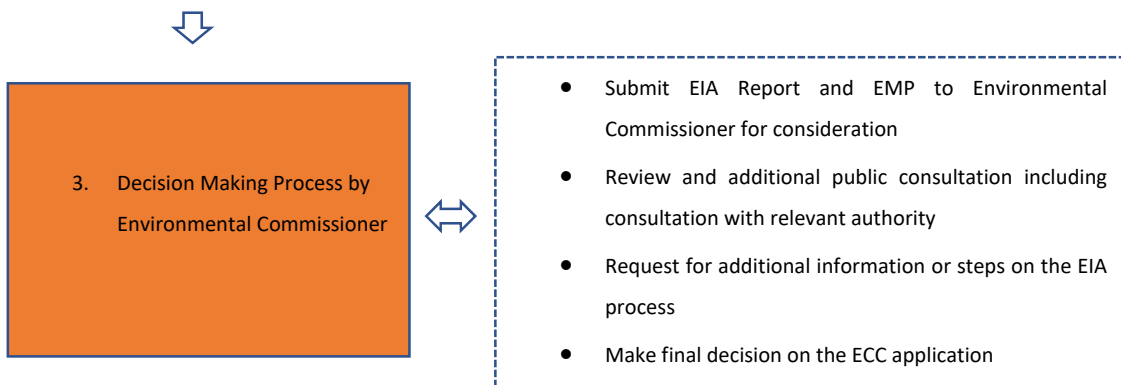 3. Decision Making Process by
Environmental Commissioner
● Submit EIA Report and EMP to Environmental
Commissioner for consideration
● Review and additional public consultation including
consultation with relevant authority
● Request for additional information or steps on the EIA
process
● Make final decision on the ECC application